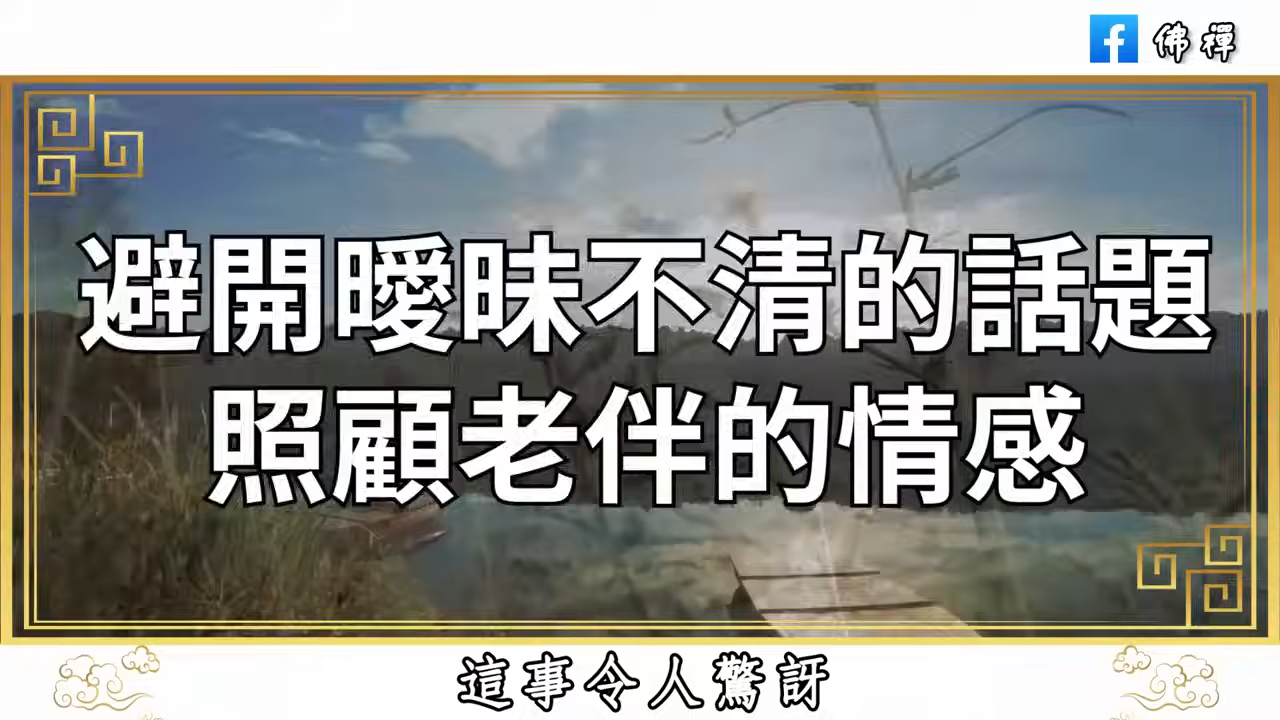 佛禪
避開曖昧不清的話題
照顧老伴的情感
這事令人驚訝